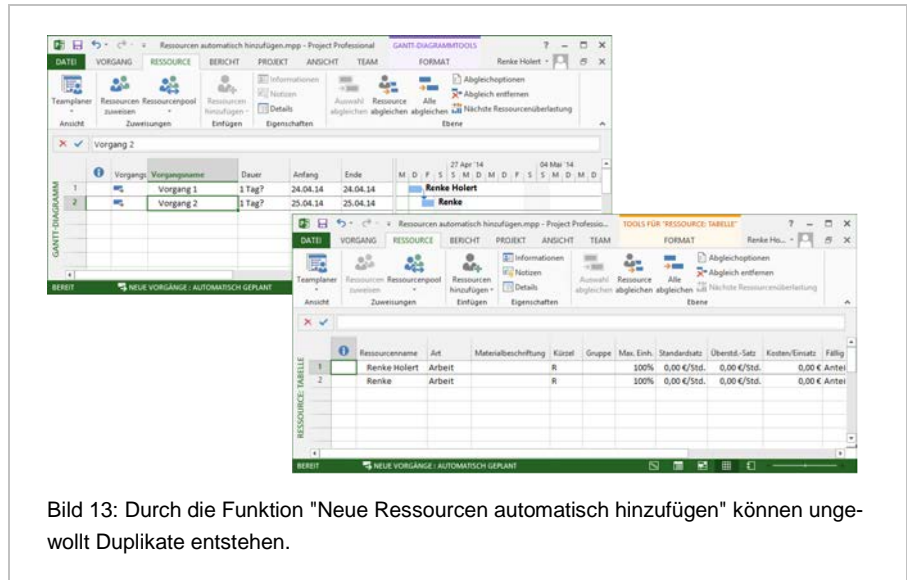 Ressourcen automatisch hinzufügen.mpp - Project Professional GANTT-DIAGRAMMTOOLS ? – □ ×
DATEI VORGANG RESSOURCE BERICHT PROJEKT ANSICHT TEAM FORMAT Renke Holert
Teamplaner Ressourcen zuweisen Ressourcenpool Ressourcen hinzufügen Informationen Notizen Details Auswahl abgleichen Ressource abgleichen Alle abgleichen Abgleichoptionen Abgleich entfernen Nächste Ressourcenüberlastung
Ansicht Zuweisungen Einfügen Eigenschaften Ebene
Vorgang 2
27 Apr '14 04 Mai '14
Vorgangs Vorgangsname Dauer Anfang Ende M D F S S M D M D F S S M D M D
1 Vorgang 1 1 Tag? 24.04.14 24.04.14 Renke Holert
2 Vorgang 2 1 Tag? 25.04.14 25.04.14 Renke
GANTT-DIAGRAMM
BEREIT NEUE VORGÄNGE : AUTOMATISCH GEPLANT
Ressourcen automatisch hinzufügen.mpp - Project Professio... TOOLS FÜR "RESSOURCE: TABELLE" ? – □ ×
DATEI VORGANG RESSOURCE BERICHT PROJEKT ANSICHT TEAM FORMAT Renke Ho...
Teamplaner Ressourcen zuweisen Ressourcenpool Ressourcen hinzufügen Informationen Notizen Details Auswahl abgleichen Ressource abgleichen Alle abgleichen Abgleichoptionen Abgleich entfernen Nächste Ressourcenüberlastung
Ansicht Zuweisungen Einfügen Eigenschaften Ebene
Ressourcenname Art Materialbeschriftung Kürzel Gruppe Max. Einh. Standardsatz Überstd.-Satz Kosten/Einsatz Fällig
1 Renke Holert Arbeit R 100% 0,00 €/Std. 0,00 €/Std. 0,00 € Antei
2 Renke Arbeit R 100% 0,00 €/Std. 0,00 €/Std. 0,00 € Antei
RESSOURCE: TABELLE
BEREIT NEUE VORGÄNGE : AUTOMATISCH GEPLANT
Bild 13: Durch die Funktion "Neue Ressourcen automatisch hinzufügen" können unge-
wollt Duplikate entstehen.